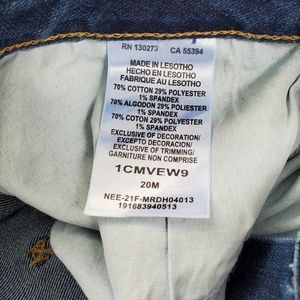 RN 130273 CA 55394
MADE IN LESOTHO
HECHO EN LESOTHO
FABRIQUE AU LESOTHO
70% COTTON 29% POLYESTER
1% SPANDEX
70% ALGODON 29% POLYESTER
1% SPANDEX
70% COTON 29% POLYESTER
1% SPANDEX
EXCLUSIVE OF DECORATION/
EXCEPTO DECORACION
EXCLUSIVE OF TRIMMING/
GARNITURE NON COMPRISE
1CMVEW9
20M
NEE-21F-MRDH04013
191683940513